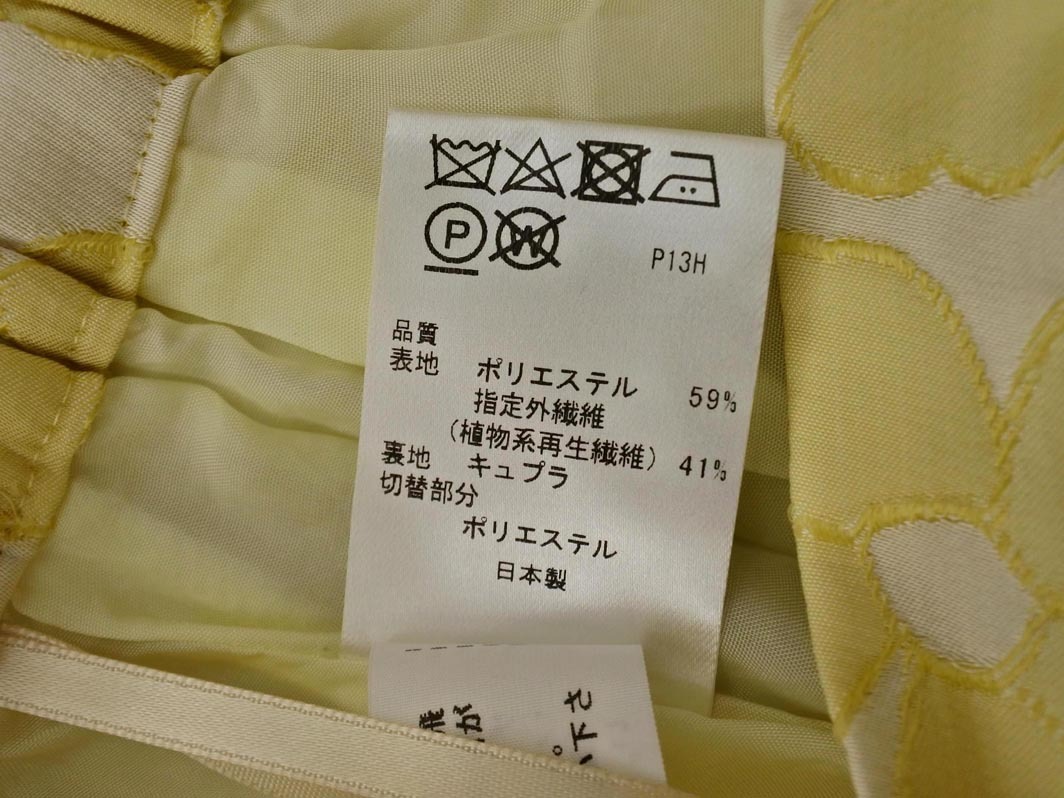 P W
P13H
品質
表地 ポリエステル 59%
指定外繊維
(植物系再生繊維) 41%
裏地 キュプラ
切替部分
ポリエステル
日本製
下さ